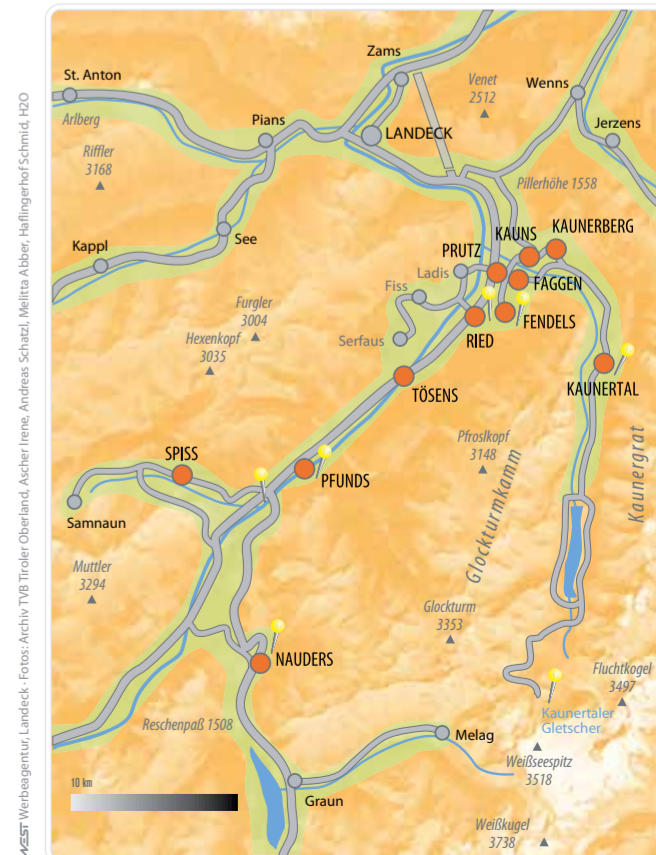 WEST Werbeagentur, Landeck · Fotos: Archiv TVB Tiroler Oberland, Ascher Irene, Andreas Schatzl, Melitta Abber, Haflingerhof Schmid, H2O
Zams
St. Anton
Venet
2512
Wenns
Arlberg
Pians
LANDECK
Jerzens
Riffler
3168
Pillerhöhe 1558
See
KAUNS
KAUNERBERG
Kappl
PRUTZ
Ladis
FAGGEN
Fiss
Furgler
3004
FENDELS
Hexenkopf
3035
Serfaus
RIED
KAUNERTAL
TÖSENS
Pfroslkopf
3148
SPISS
PFUNDS
Glockturmkamm
Kaunergrat
Samnaun
Muttler
3294
Glockturm
3353
NAUDERS
Fluchtkogel
3497
Kaunertaler
Gletscher
Reschenpaß 1508
Melag
Weißseespitz
3518
10 km
Graun
Weißkugel
3738